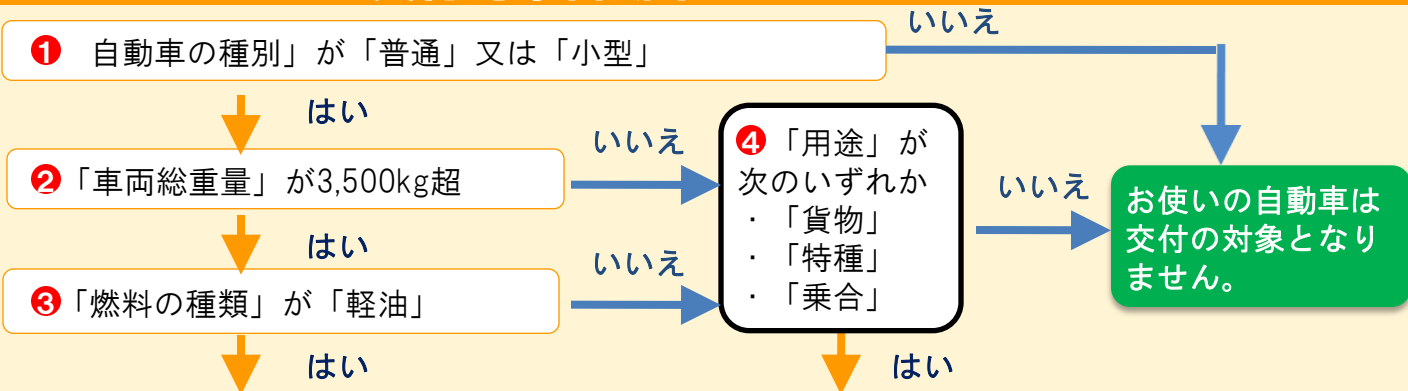 いいえ
❶ 自動車の種別」が「普通」又は「小型」
はい
❷「車両総重量」が3,500kg超
いいえ
はい
❸「燃料の種類」が「軽油」
いいえ
はい
❹「用途」が
次のいずれか
・「貨物」
・「特種」
・「乗合」
いいえ
はい
お使いの自動車は
交付の対象となり
ません。